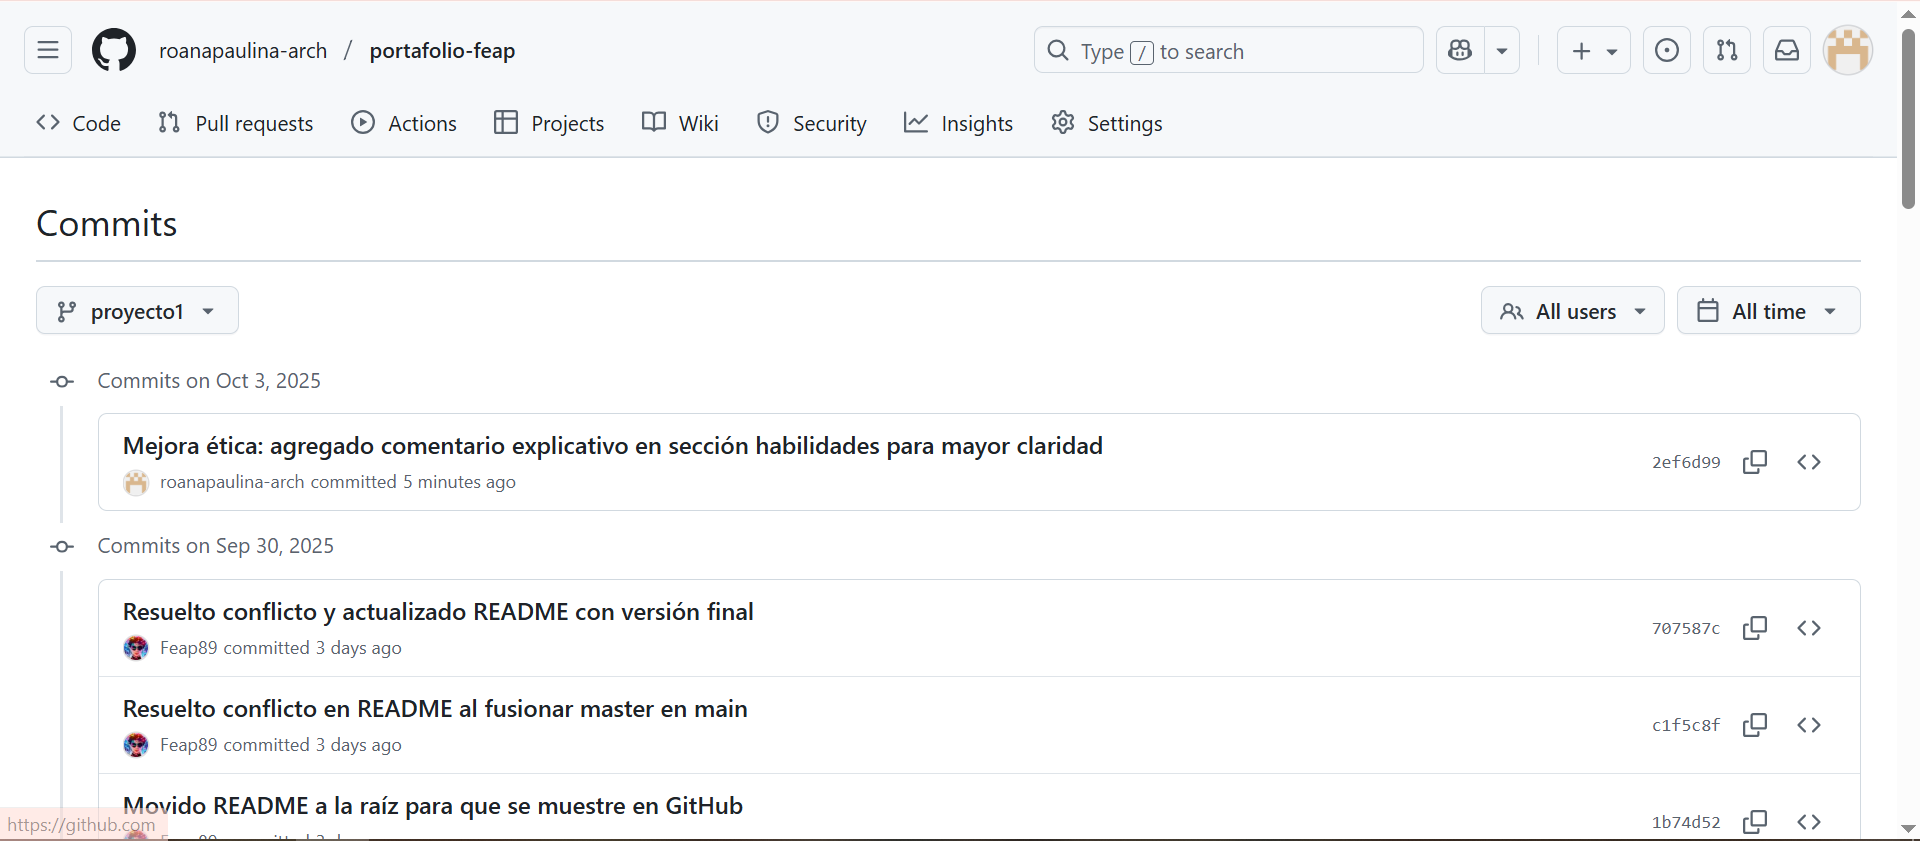 roanapaulina-arch / portafolio-feap
Type / to search
Code
Pull requests
Actions
Projects
Wiki
Security
Insights
Settings
Commits
proyecto1
All users
All time
Commits on Oct 3, 2025
Mejora ética: agregado comentario explicativo en sección habilidades para mayor claridad
roanapaulina-arch committed 5 minutes ago
2ef6d99
Commits on Sep 30, 2025
Resuelto conflicto y actualizado README con versión final
Feap89 committed 3 days ago
707587c
Resuelto conflicto en README al fusionar master en main
Feap89 committed 3 days ago
c1f5c8f
Movido README a la raíz para que se muestre en GitHub
1b74d52
https://github.com